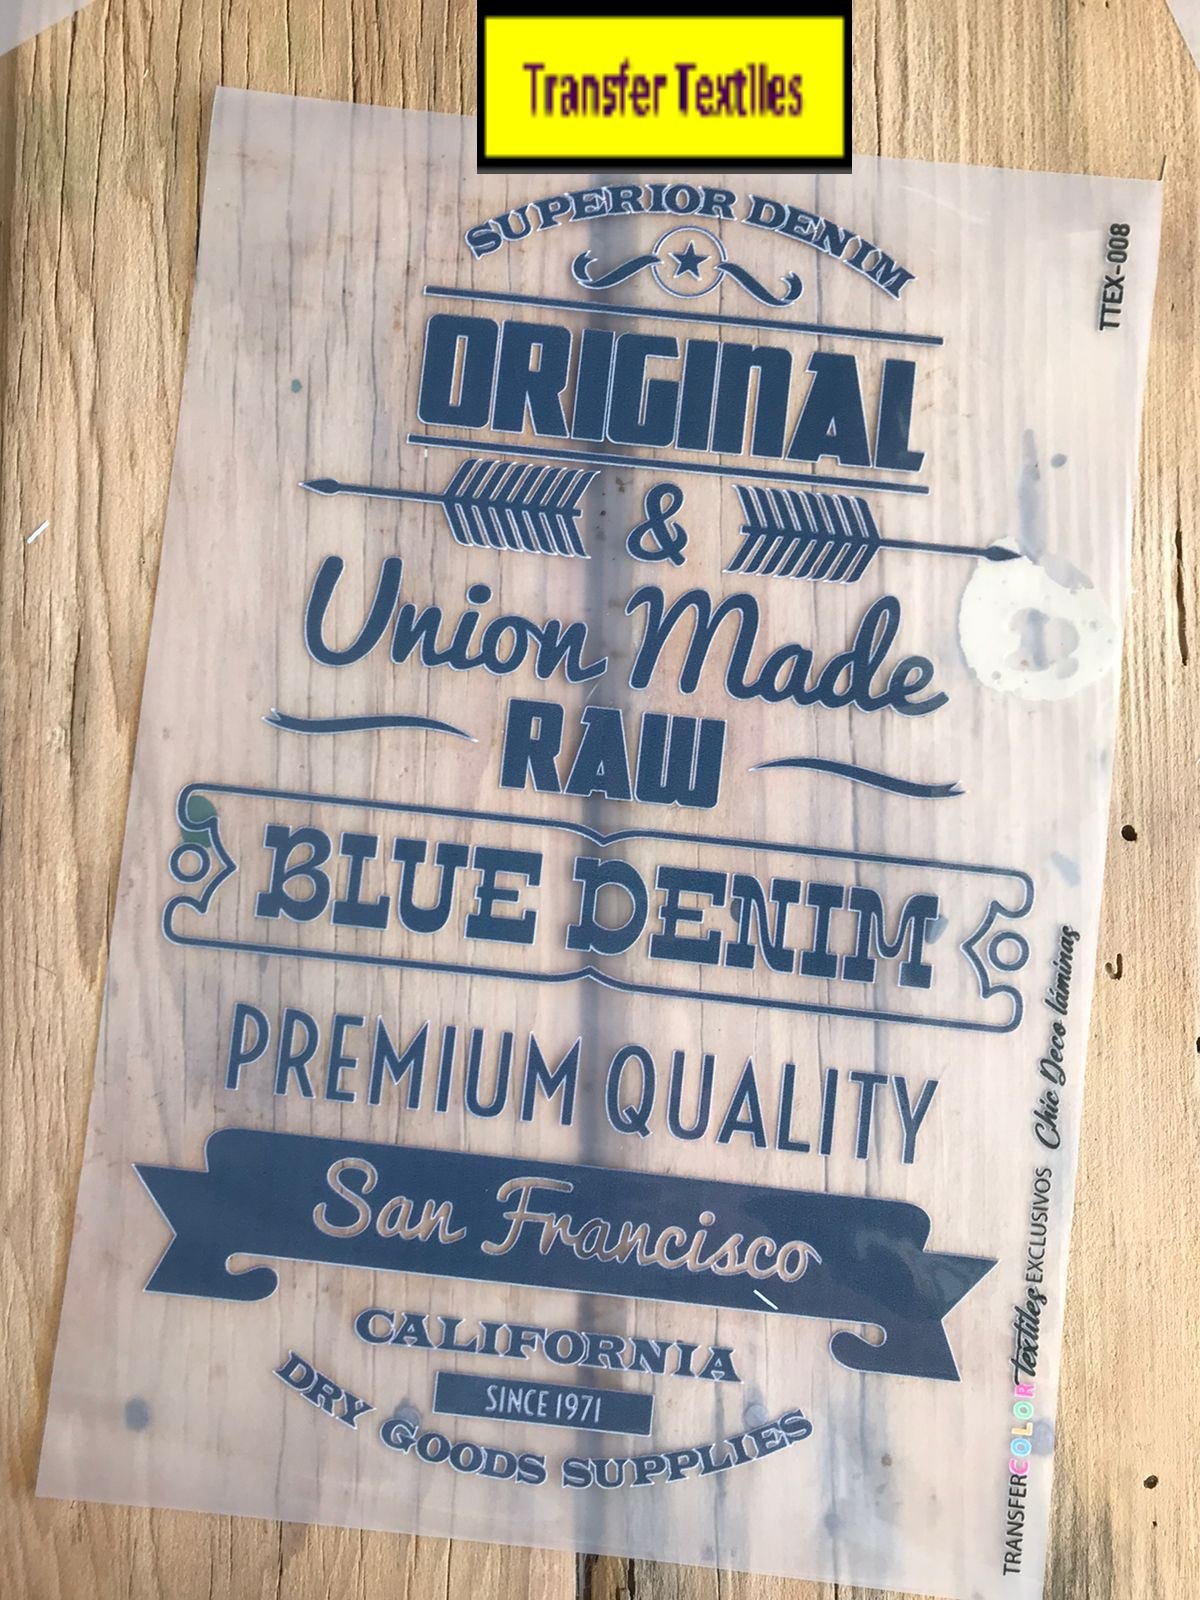 Transfer Textiles
SUPERIOR DENIM
ORIGINAL
&
Union Made
RAW
BLUE DENIM
PREMIUM QUALITY
San Francisco
CALIFORNIA
SINCE 1971
DRY GOODS SUPPLIES
TTEX-008
TRANSFERCOLOR textiles EXCLUSIVOS Chic Deco láminas